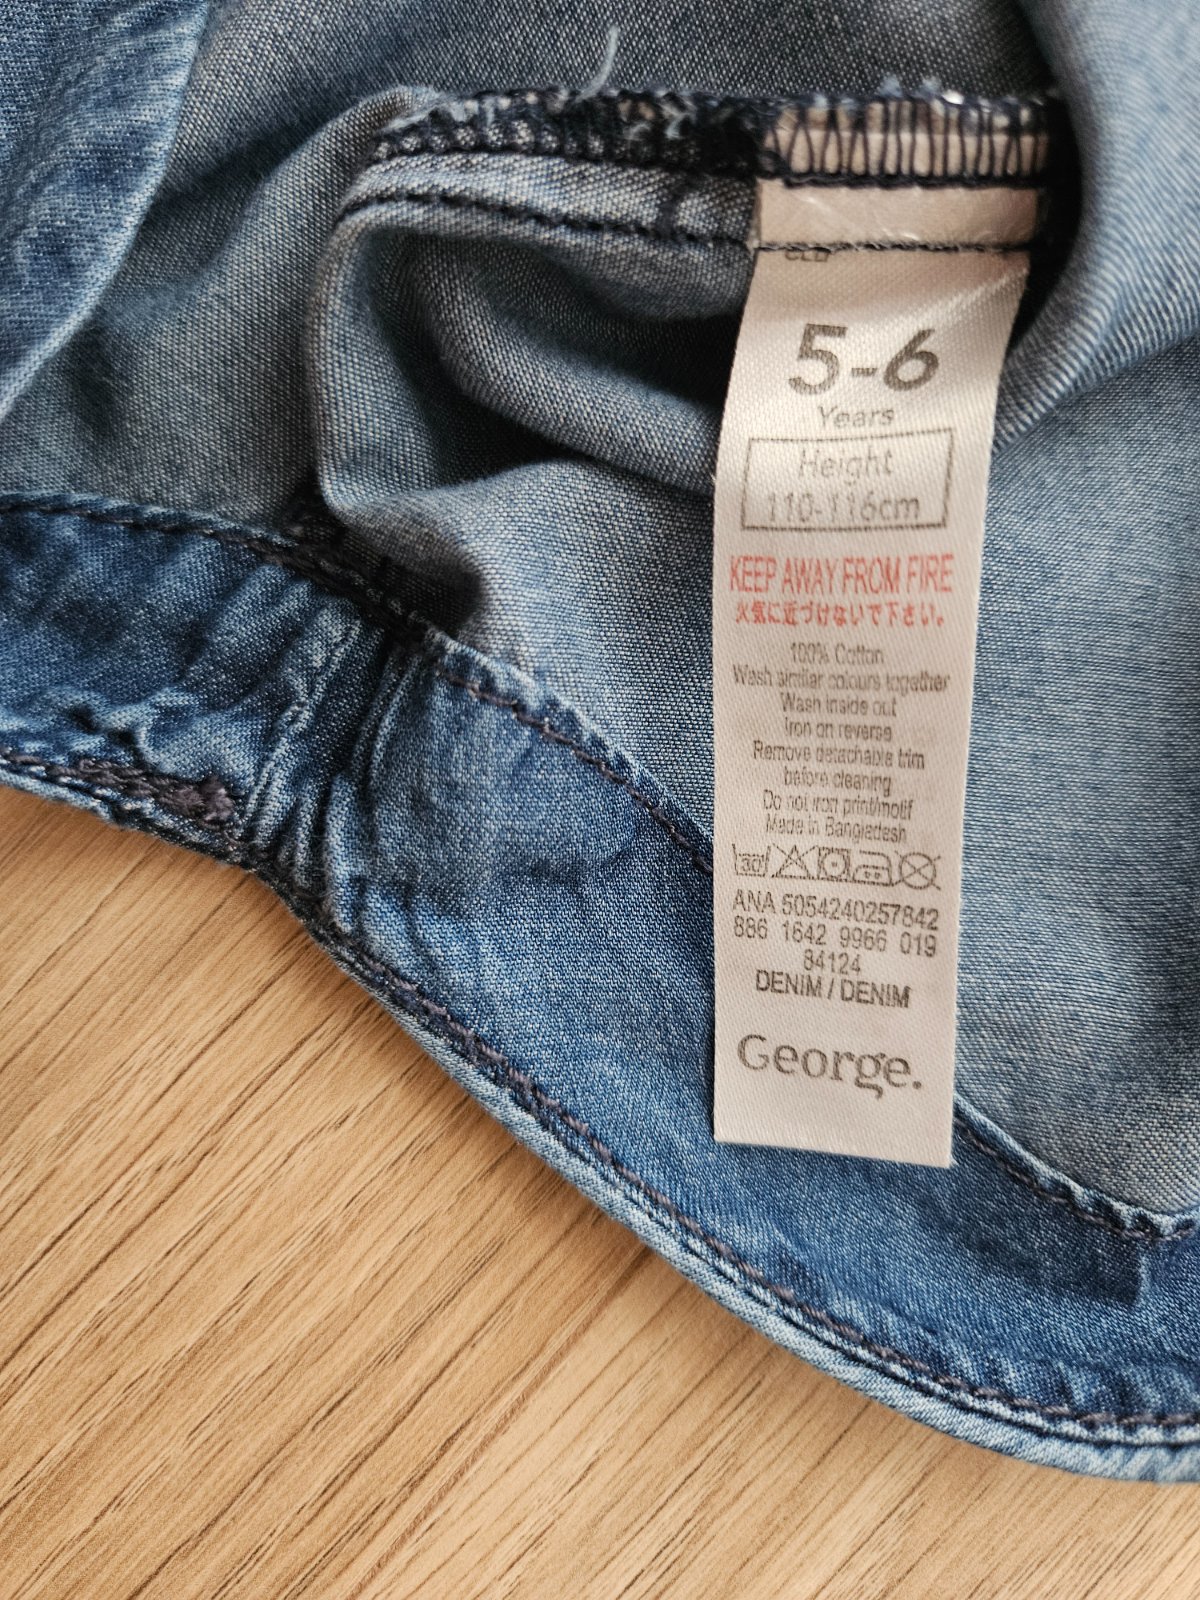 5-6
Years
Height
110-116cm
KEEP AWAY FROM FIRE
火気に近づけないで下さい。
100% Cotton
Wash similar colours together
Wash inside out
Iron on reverse
Remove detachable trim
before cleaning
Do not iron print/motif
Made in Bangladesh
30°
ANA 5054240257842
886 1642 9966 019
84124
DENIM / DENIM
George.